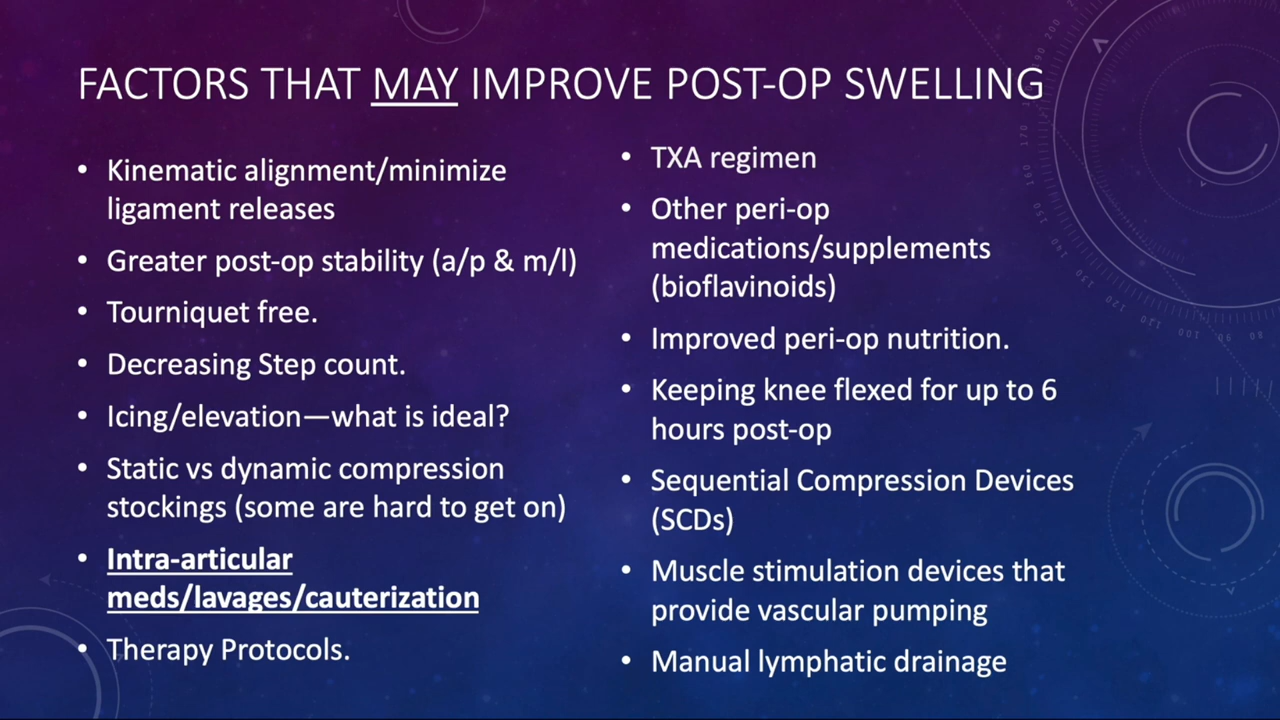 FACTORS THAT MAY IMPROVE POST-OP SWELLING
• Kinematic alignment/minimize
ligament releases
• Greater post-op stability (a/p & m/l)
• Tourniquet free.
• Decreasing Step count.
• Icing/elevation—what is ideal?
• Static vs dynamic compression
stockings (some are hard to get on)
• Intra-articular
meds/lavages/cauterization
• Therapy Protocols.
• TXA regimen
• Other peri-op
medications/supplements
(bioflavinoids)
• Improved peri-op nutrition.
• Keeping knee flexed for up to 6
hours post-op
• Sequential Compression Devices
(SCDs)
• Muscle stimulation devices that
provide vascular pumping
• Manual lymphatic drainage